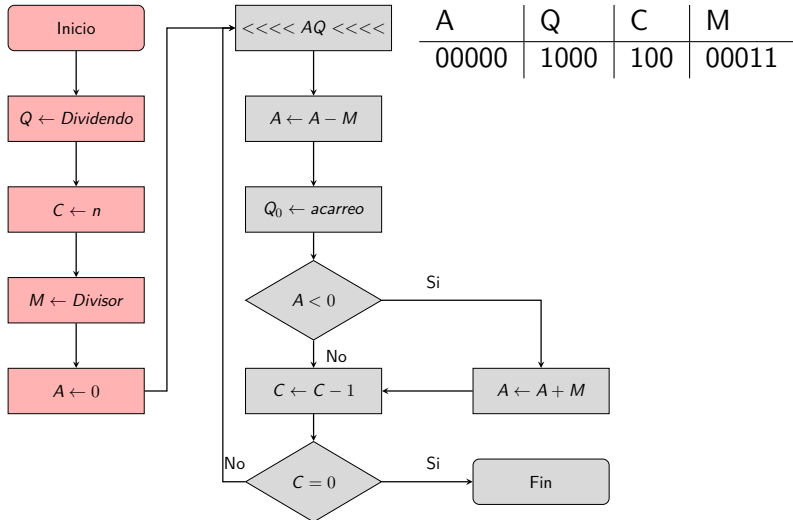 Inicio
Q ← Dividendo
C ← n
M ← Divisor
A ← 0
<<<< AQ <<<<
A ← A − M
Q₀ ← acarreo
A < 0
Si
No
C ← C − 1
A ← A + M
C = 0
No
Si
Fin
A Q C M
00000 1000 100 00011